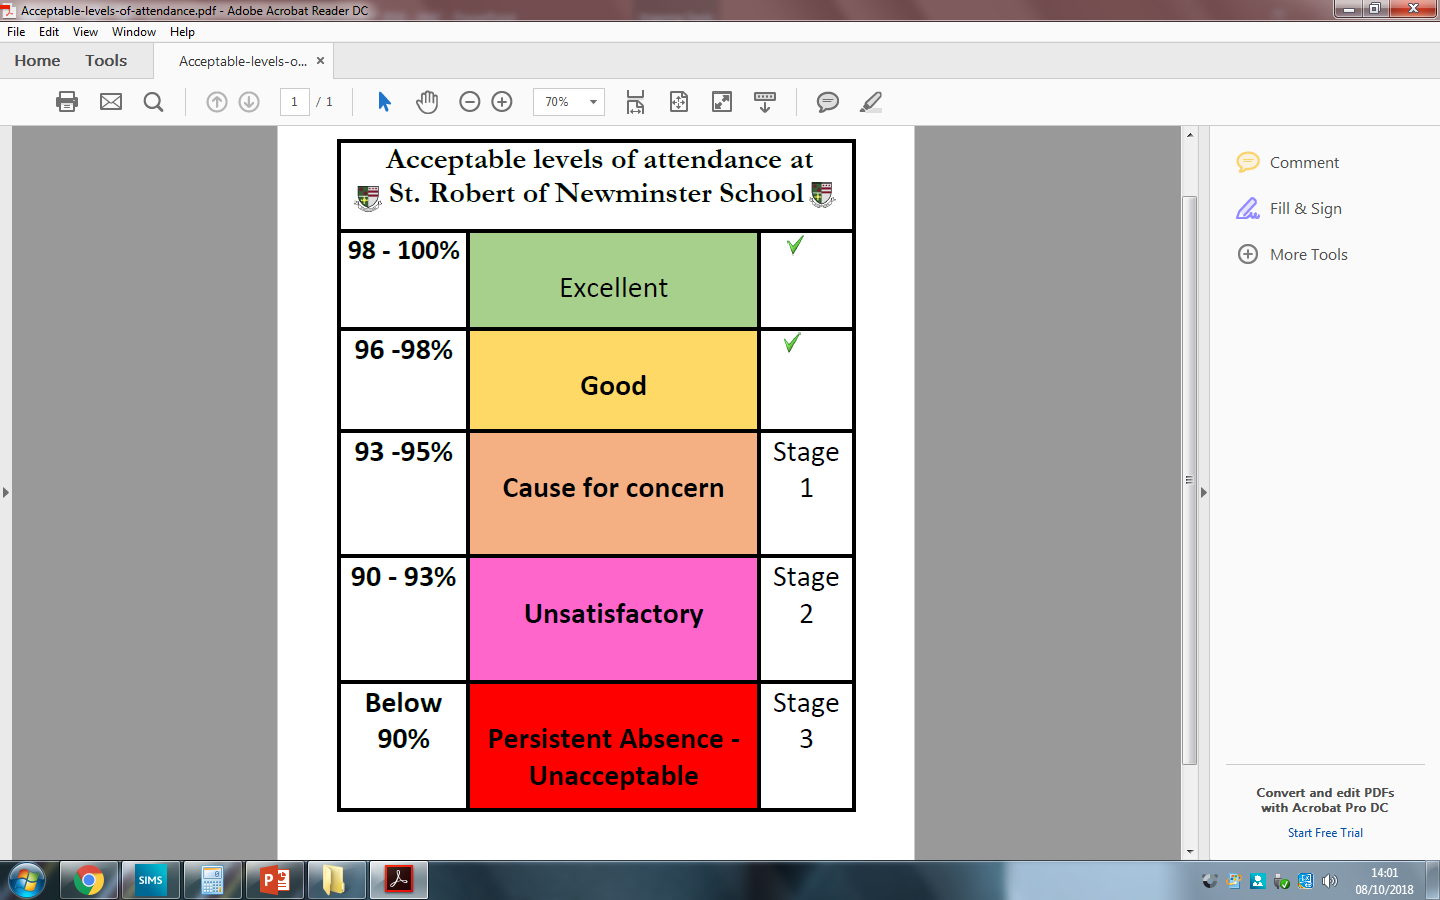 Acceptable-levels-of-attendance.pdf - Adobe Acrobat Reader DC
File Edit View Window Help
Home Tools Acceptable-levels-o... ×
1 / 1 70%
Acceptable levels of attendance at
St. Robert of Newminster School
98 - 100%
Excellent
96 -98%
Good
93 -95%
Cause for concern
Stage
1
90 - 93%
Unsatisfactory
Stage
2
Below
90%
Persistent Absence -
Unacceptable
Stage
3
Comment
Fill & Sign
More Tools
Convert and edit PDFs
with Acrobat Pro DC
Start Free Trial
SIMS
14:01
08/10/2018